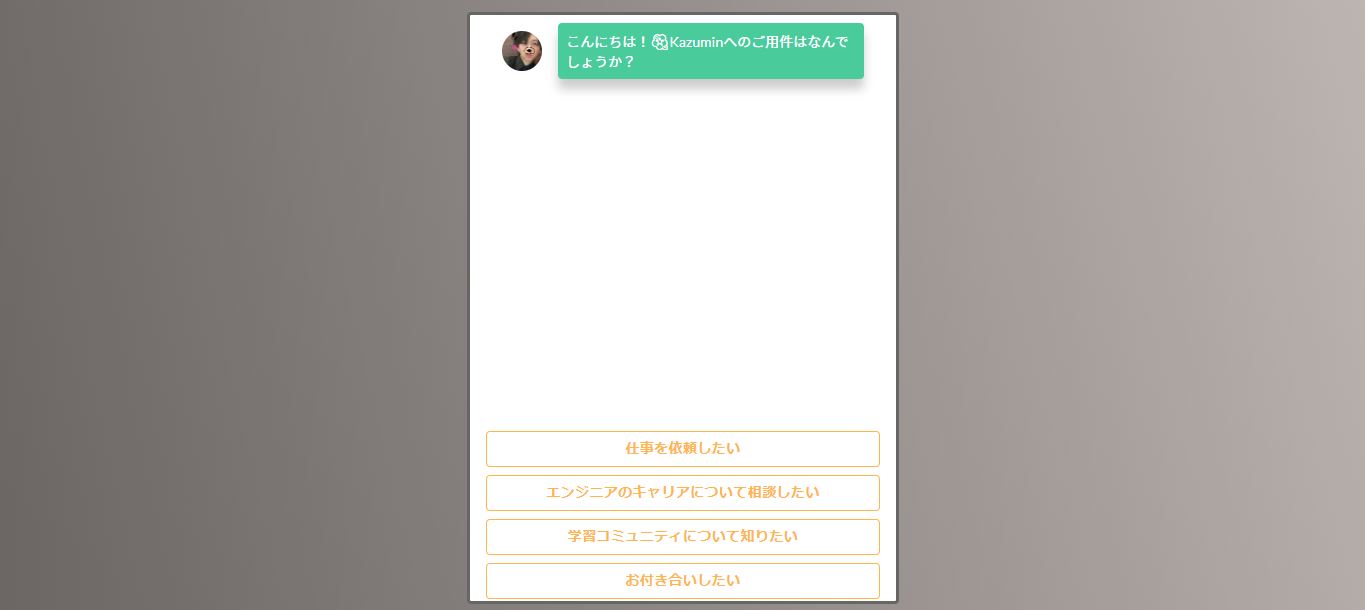 こんにちは！🐵Kazuminへのご用件はなんで
しょうか？
仕事を依頼したい
エンジニアのキャリアについて相談したい
学習コミュニティについて知りたい
お付き合いしたい